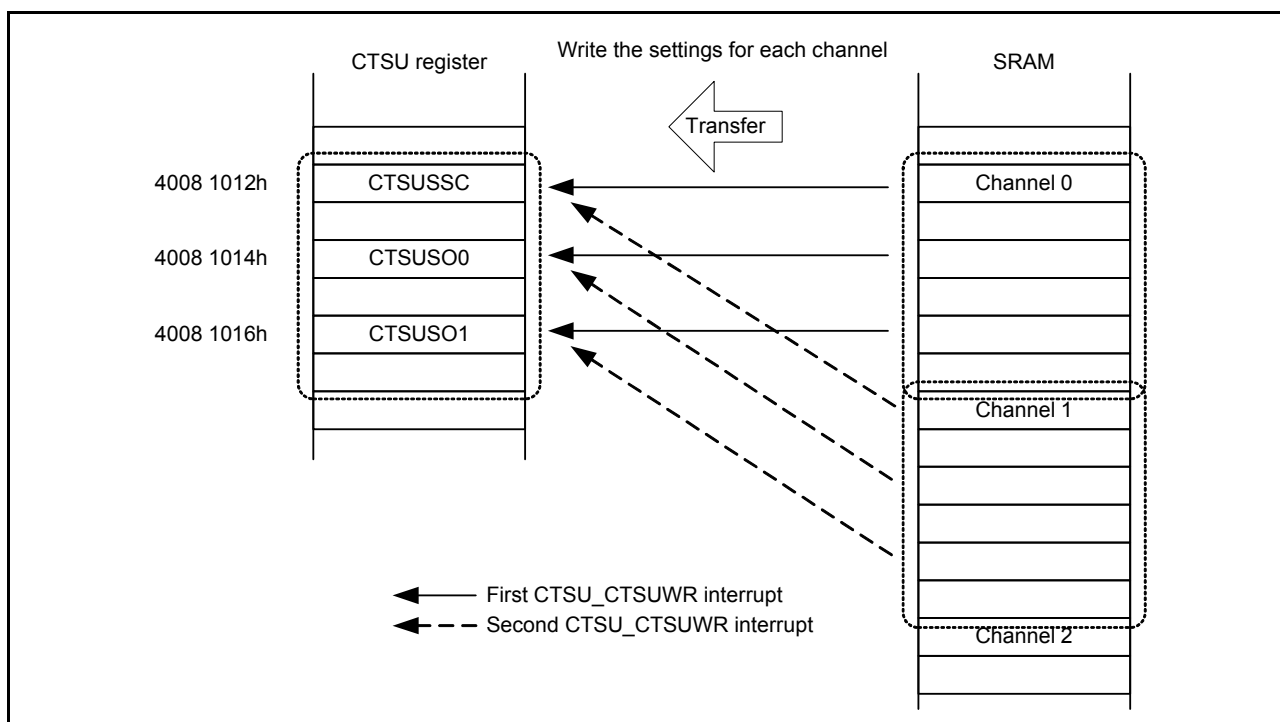 Write the settings for each channel
CTSU register
SRAM
Transfer
4008 1012h
CTSUSSC
Channel 0
4008 1014h
CTSUSO0
4008 1016h
CTSUSO1
Channel 1
First CTSU_CTSUWR interrupt
Second CTSU_CTSUWR interrupt
Channel 2